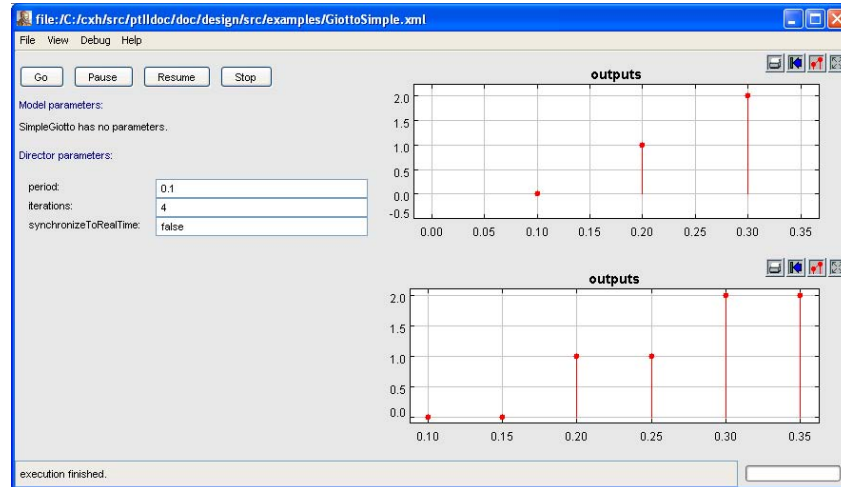 file:/C:/cxh/src/ptIIdoc/doc/design/src/examples/GiottoSimple.xml
File View Debug Help
Go Pause Resume Stop
Model parameters:
SimpleGiotto has no parameters.
Director parameters:
period: 0.1
iterations: 4
synchronizeToRealTime: false
outputs
2.0
1.5
1.0
0.5
0.0
-0.5
0.00 0.05 0.10 0.15 0.20 0.25 0.30 0.35
outputs
2.0
1.5
1.0
0.5
0.0
0.10 0.15 0.20 0.25 0.30 0.35
execution finished.